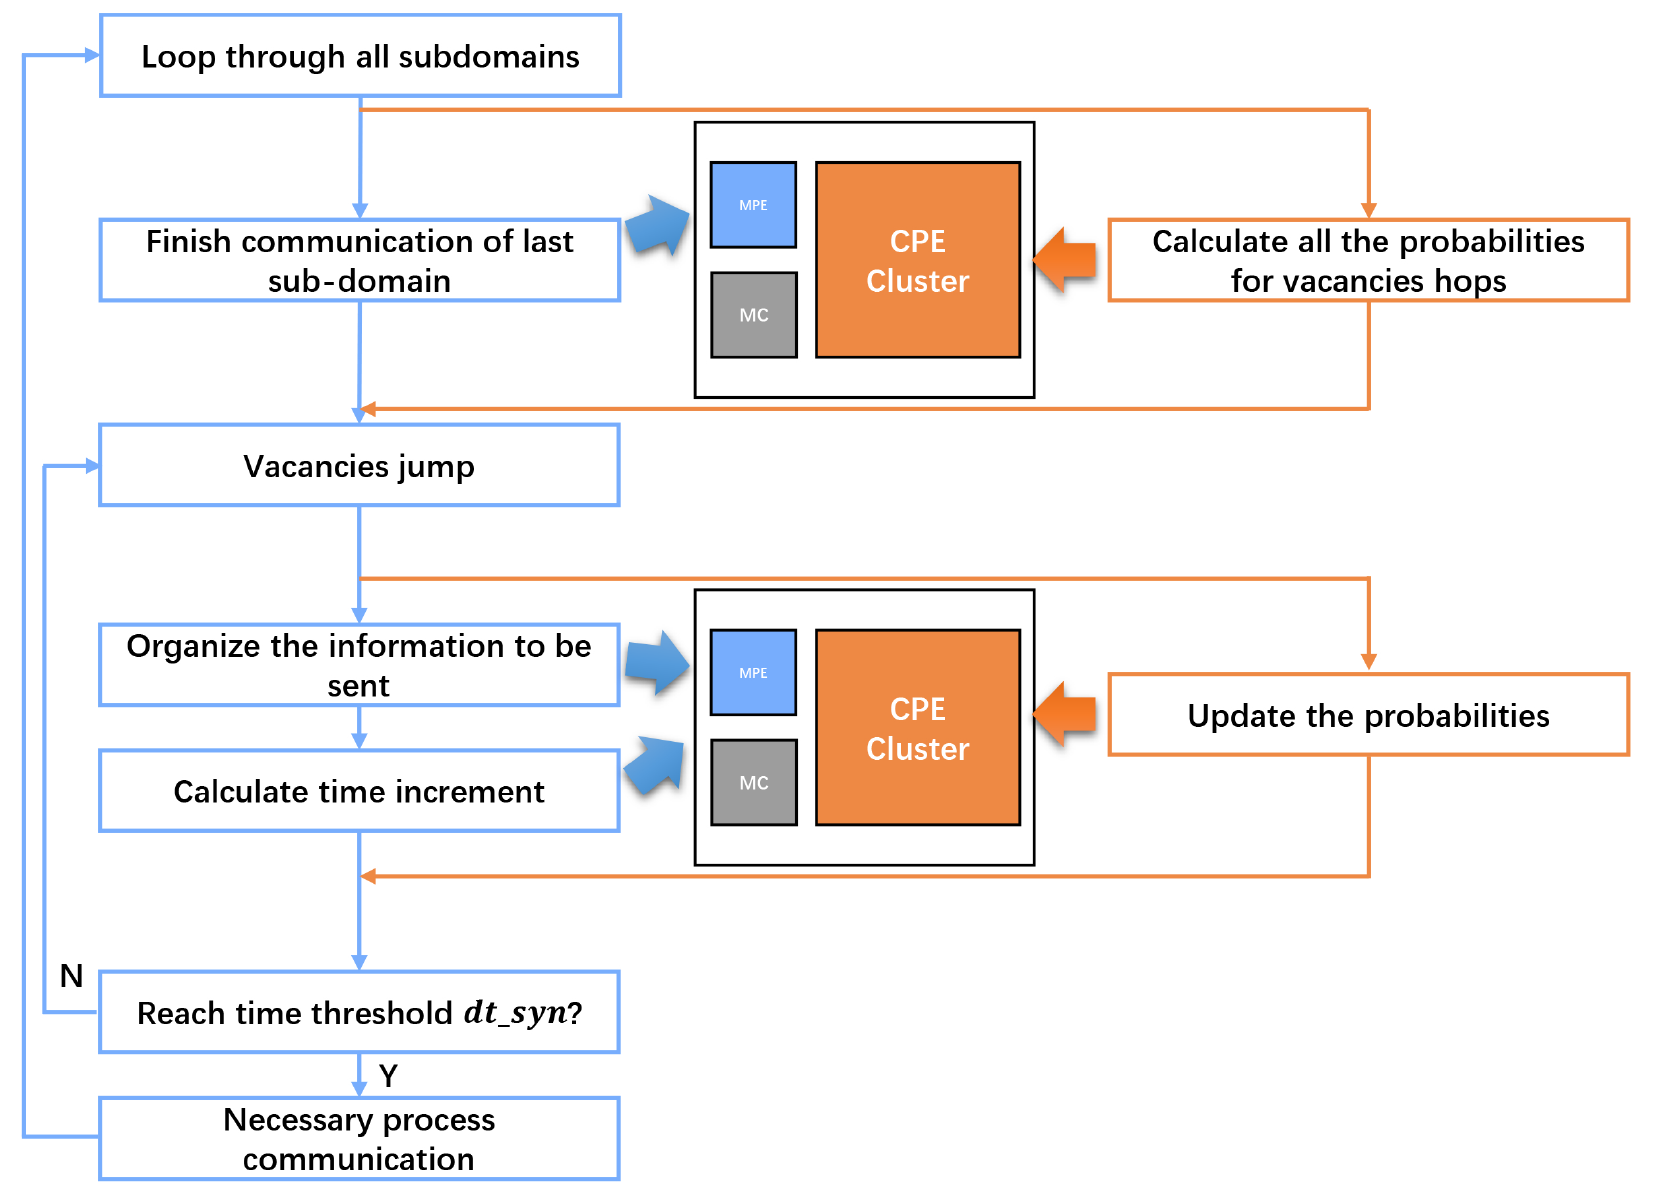 Loop through all subdomains
MPE
MC
CPE
Cluster
Finish communication of last
sub-domain
Calculate all the probabilities
for vacancies hops
Vacancies jump
Organize the information to be
sent
MPE
MC
CPE
Cluster
Update the probabilities
Calculate time increment
N
Reach time threshold dt_syn?
Y
Necessary process
communication